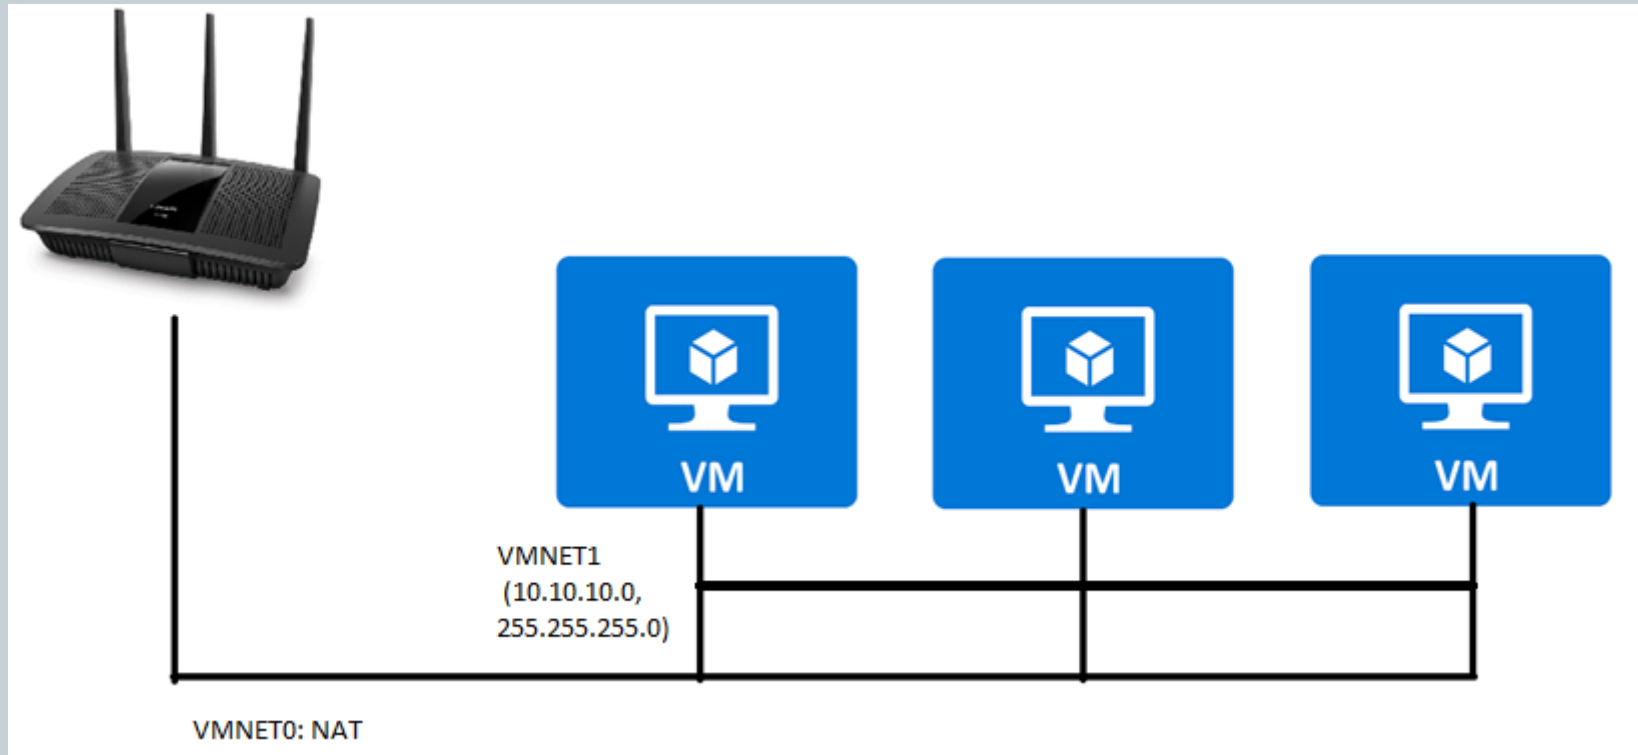 VM
VM
VM
VMNET1
(10.10.10.0,
255.255.255.0)
VMNET0: NAT